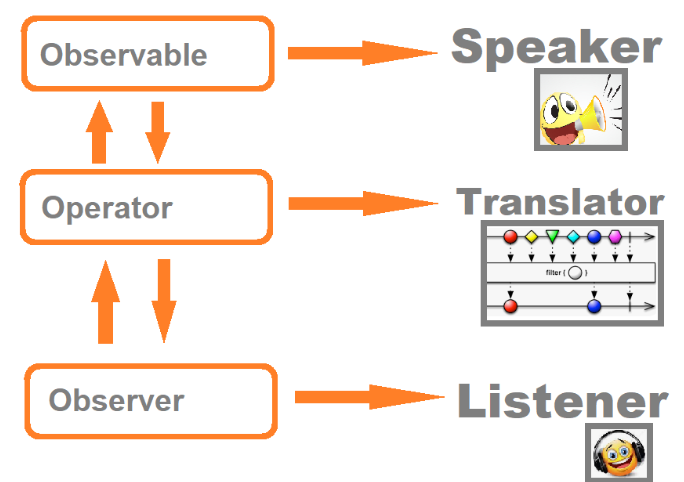 Observable
Speaker
Operator
Translator
filter { }
Observer
Listener